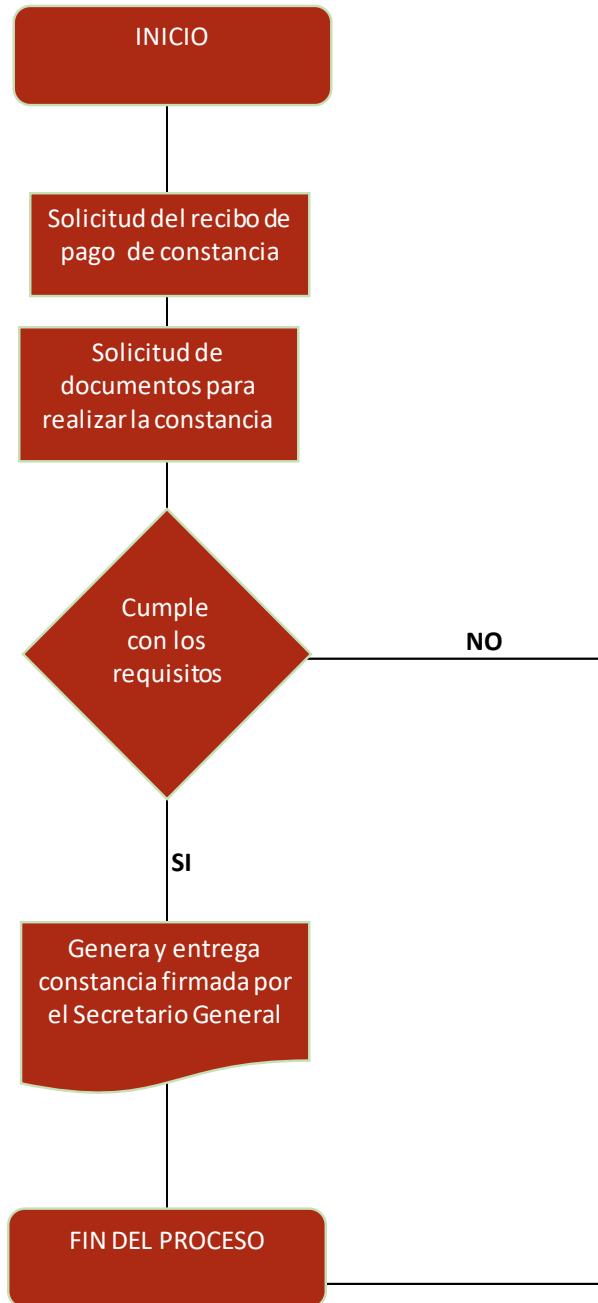 INICIO
Solicitud del recibo de
pago de constancia
Solicitud de
documentos para
realizar la constancia
Cumple
con los
requisitos
NO
SI
Genera y entrega
constancia firmada por
el Secretario General
FIN DEL PROCESO